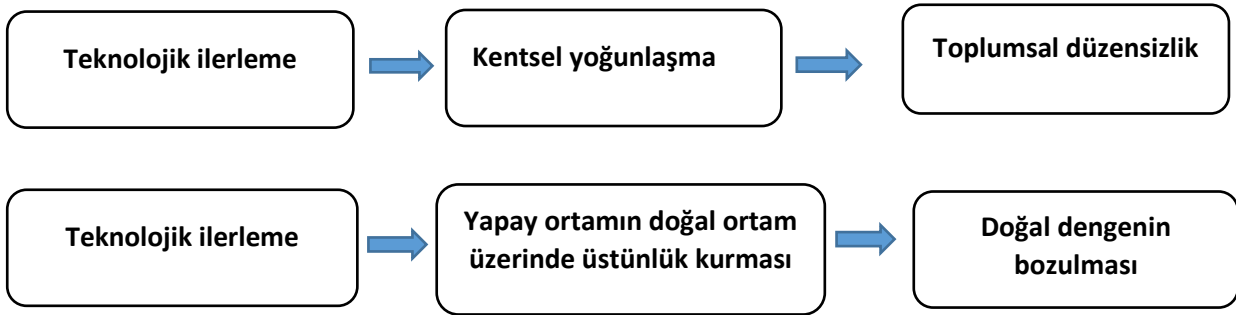 Teknolojik ilerleme
Kentsel yoğunlaşma
Toplumsal düzensizlik
Teknolojik ilerleme
Yapay ortamın doğal ortam
üzerinde üstünlük kurması
Doğal dengenin
bozulması